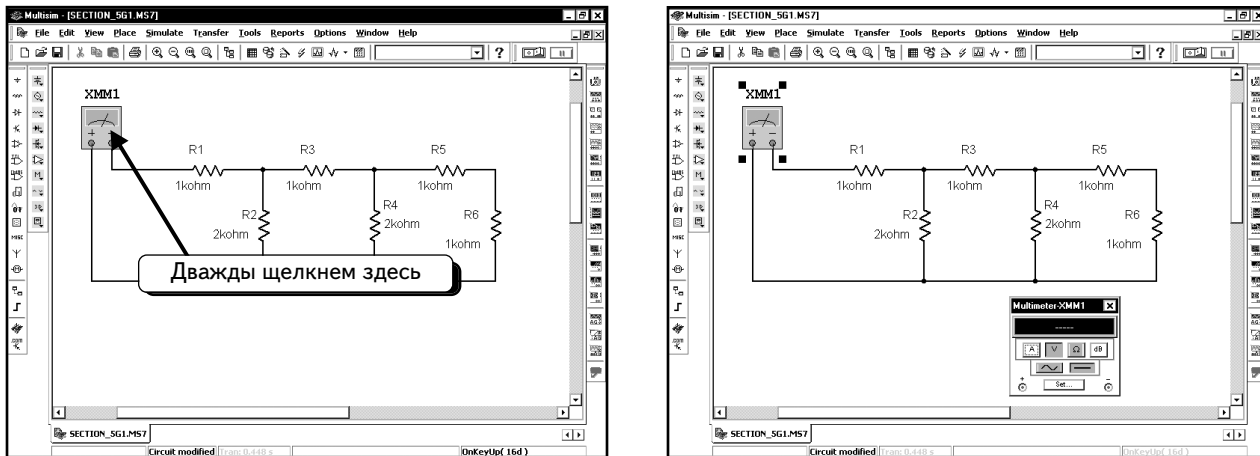 Multisim - [SECTION_5G1.MS7]
File Edit View Place Simulate Transfer Tools Reports Options Window Help
XMM1
R1
R3
R5
1kohm
1kohm
1kohm
R2
2kohm
R4
2kohm
R6
1kohm
Дважды щелкнем здесь
MISC
SECTION_5G1.MS7
Circuit modified Tran: 0.448 s OnKeyUp( 16d )
Multisim - [SECTION_5G1.MS7]
File Edit View Place Simulate Transfer Tools Reports Options Window Help
XMM1
R1
R3
R5
1kohm
1kohm
1kohm
R2
2kohm
R4
2kohm
R6
1kohm
Multimeter-XMM1
-----
A V Ω dB
+ Set... -
MISC
SECTION_5G1.MS7
Circuit modified Tran: 0.448 s OnKeyUp( 16d )